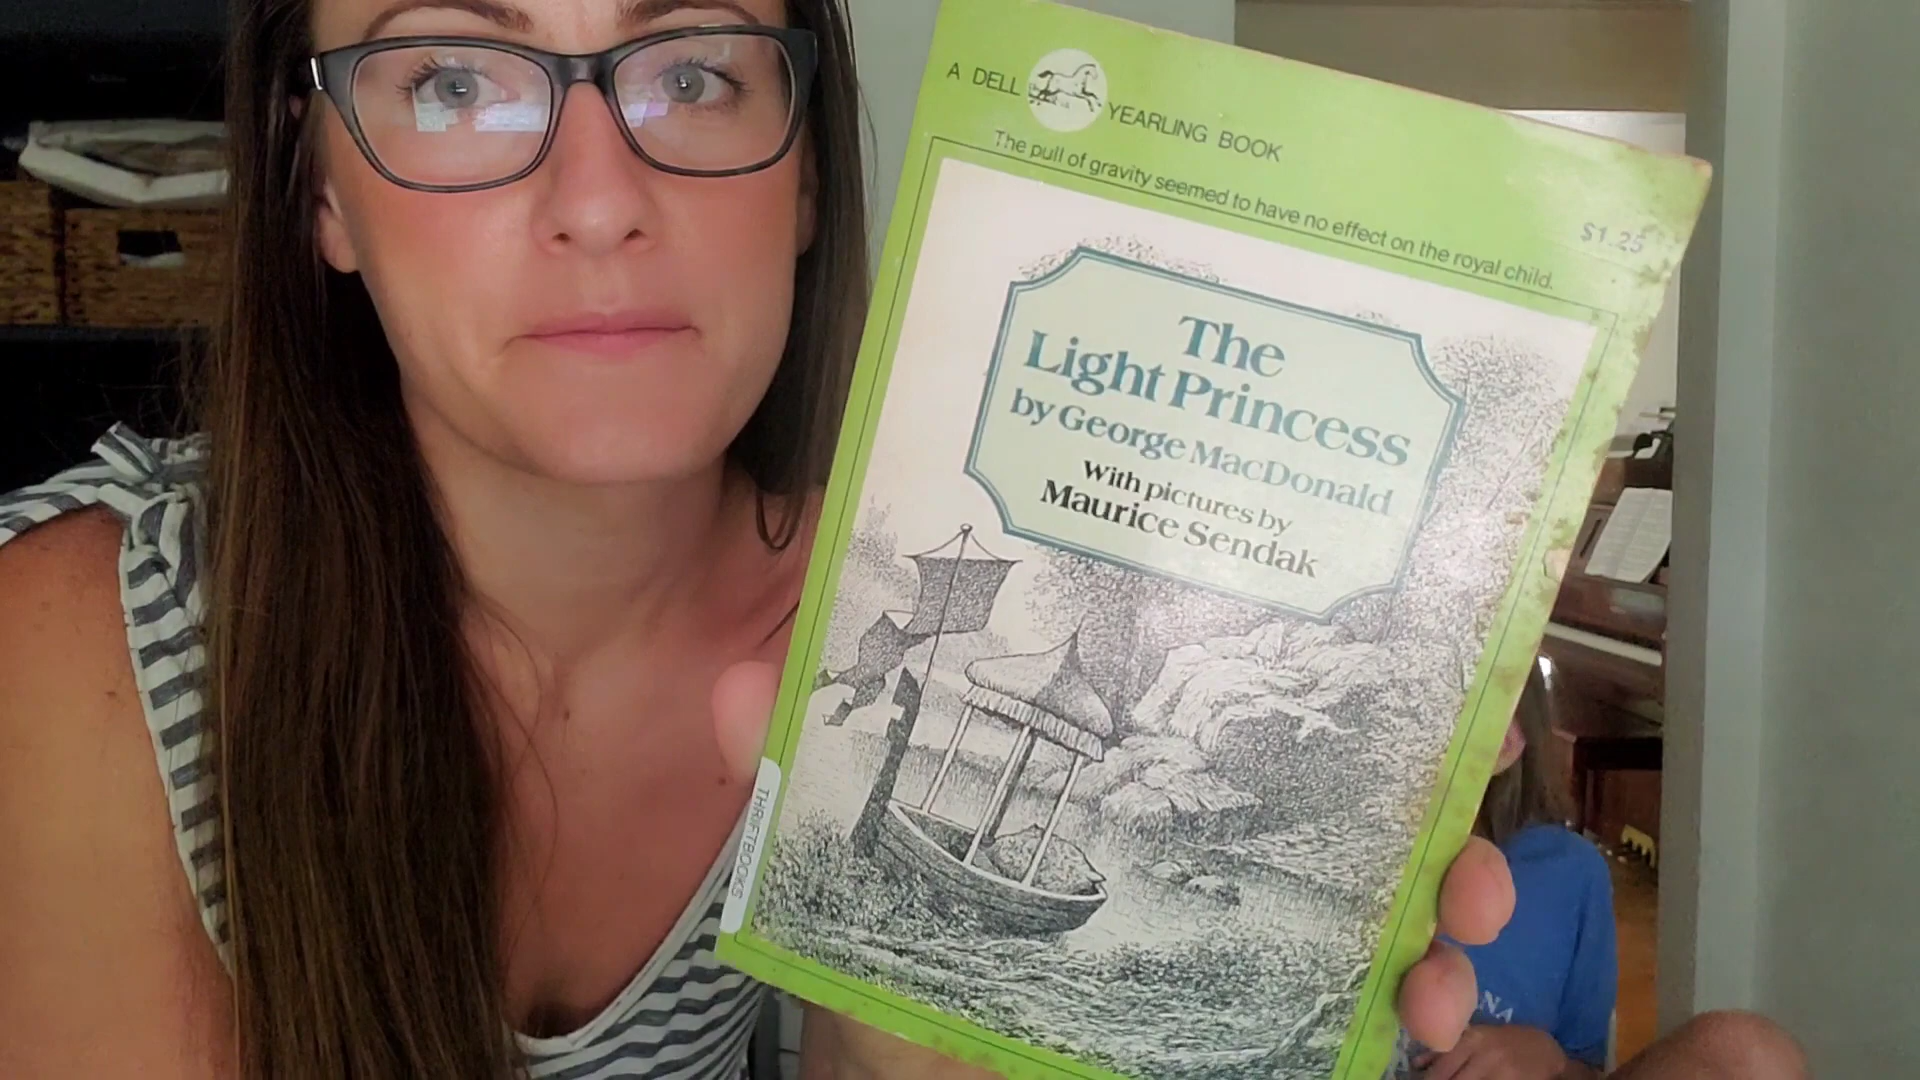 A DELL YEARLING BOOK
The pull of gravity seemed to have no effect on the royal child.
$1.25
The
Light Princess
by George MacDonald
With pictures by
Maurice Sendak
THRIFTBOOKS
NA